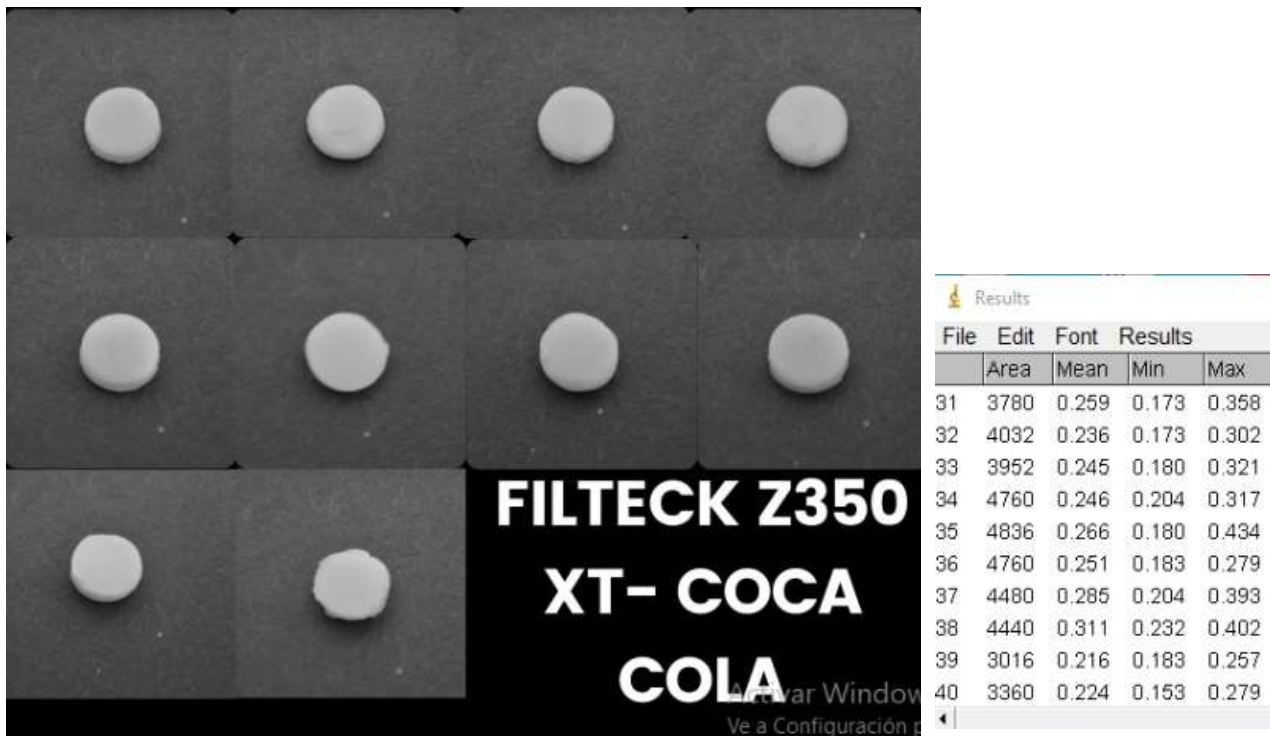 FILTECK Z350
XT- COCA
COLA
Activar Window
Ve a Configuración p
Results
File Edit Font Results
Area Mean Min Max
31 3780 0.259 0.173 0.358
32 4032 0.236 0.173 0.302
33 3952 0.245 0.180 0.321
34 4760 0.246 0.204 0.317
35 4836 0.266 0.180 0.434
36 4760 0.251 0.183 0.279
37 4480 0.285 0.204 0.393
38 4440 0.311 0.232 0.402
39 3016 0.216 0.183 0.257
40 3360 0.224 0.153 0.279